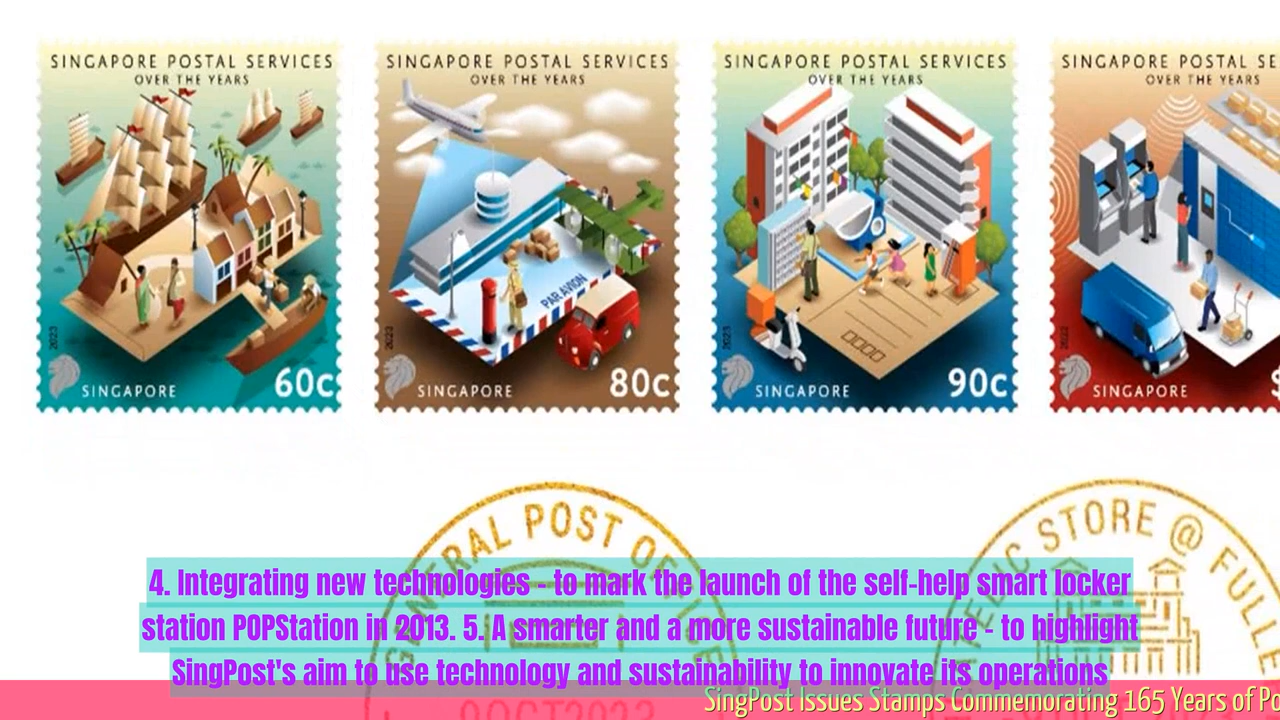 SINGAPORE POSTAL SERVICES
OVER THE YEARS
2023
SINGAPORE
60c
SINGAPORE POSTAL SERVICES
OVER THE YEARS
PAR AVION
2023
SINGAPORE
80c
SINGAPORE POSTAL SERVICES
OVER THE YEARS
2023
SINGAPORE
90c
SINGAPORE POSTAL SE
OVER THE YEARS
2023
SINGAPORE
$
GENERAL POST OFFICE
STORE @ FULLE
4. Integrating new technologies - to mark the launch of the self-help smart locker
station POPStation in 2013. 5. A smarter and a more sustainable future - to highlight
SingPost's aim to use technology and sustainability to innovate its operations
SingPost Issues Stamps Commemorating 165 Years of Po